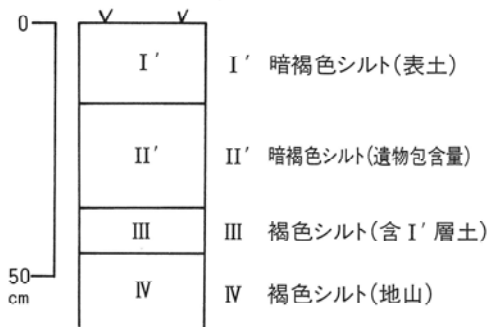 0
I′ I′ 暗褐色シルト(表土)
II′ II′ 暗褐色シルト(遺物包含量)
III III 褐色シルト(含I′層土)
50
cm
IV IV 褐色シルト(地山)